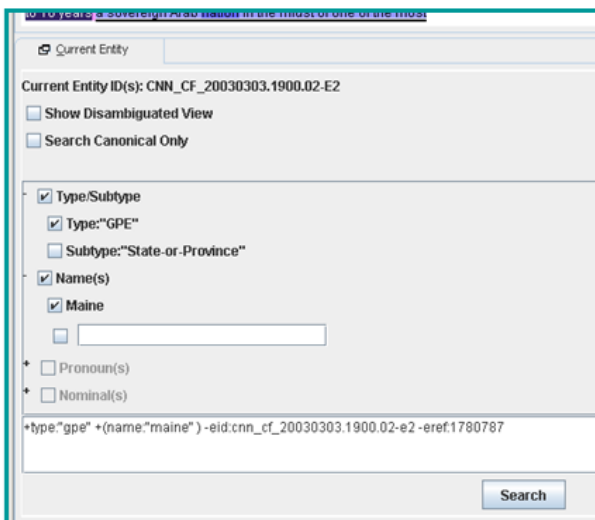 to 10 years a sovereign Arab nation in the midst of one of the most
Current Entity
Current Entity ID(s): CNN_CF_20030303.1900.02-E2
Show Disambiguated View
Search Canonical Only
- Type/Subtype
Type:"GPE"
Subtype:"State-or-Province"
- Name(s)
Maine
+ Pronoun(s)
+ Nominal(s)
+type:"gpe" +(name:"maine" ) -eid:cnn_cf_20030303.1900.02-e2 -eref:1780787
Search